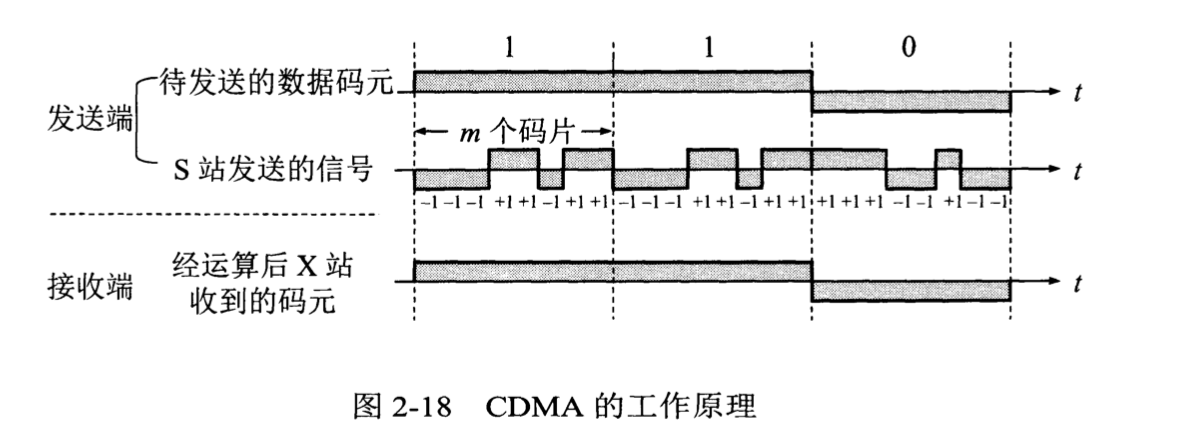 1 1 0
待发送的数据码元
t
发送端
m 个码片
S 站发送的信号
t
–1 –1 –1 +1 +1 –1 +1 +1 –1 –1 –1 +1 +1 –1 +1 +1 +1 +1 +1 –1 –1 +1 –1 –1
接收端
经运算后 X 站
收到的码元
t
图 2-18 CDMA 的工作原理